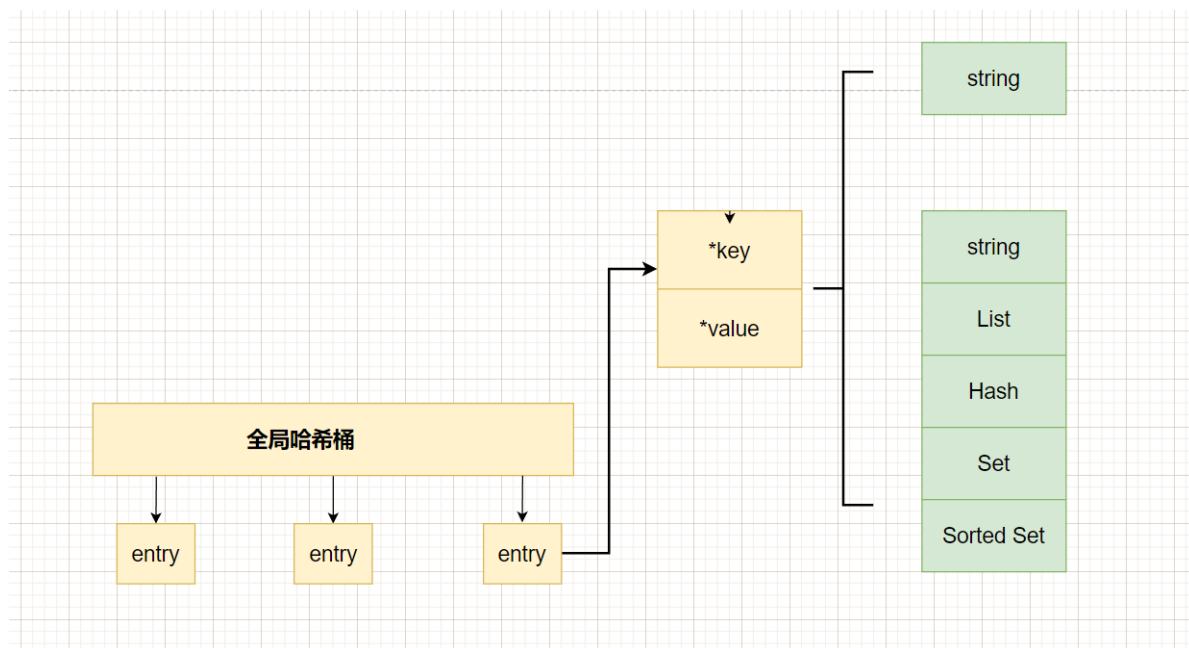 string
*key
*value
string
List
Hash
Set
Sorted Set
全局哈希桶
entry
entry
entry